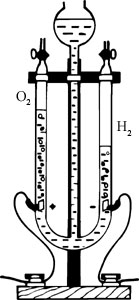 O₂
H₂
+ -